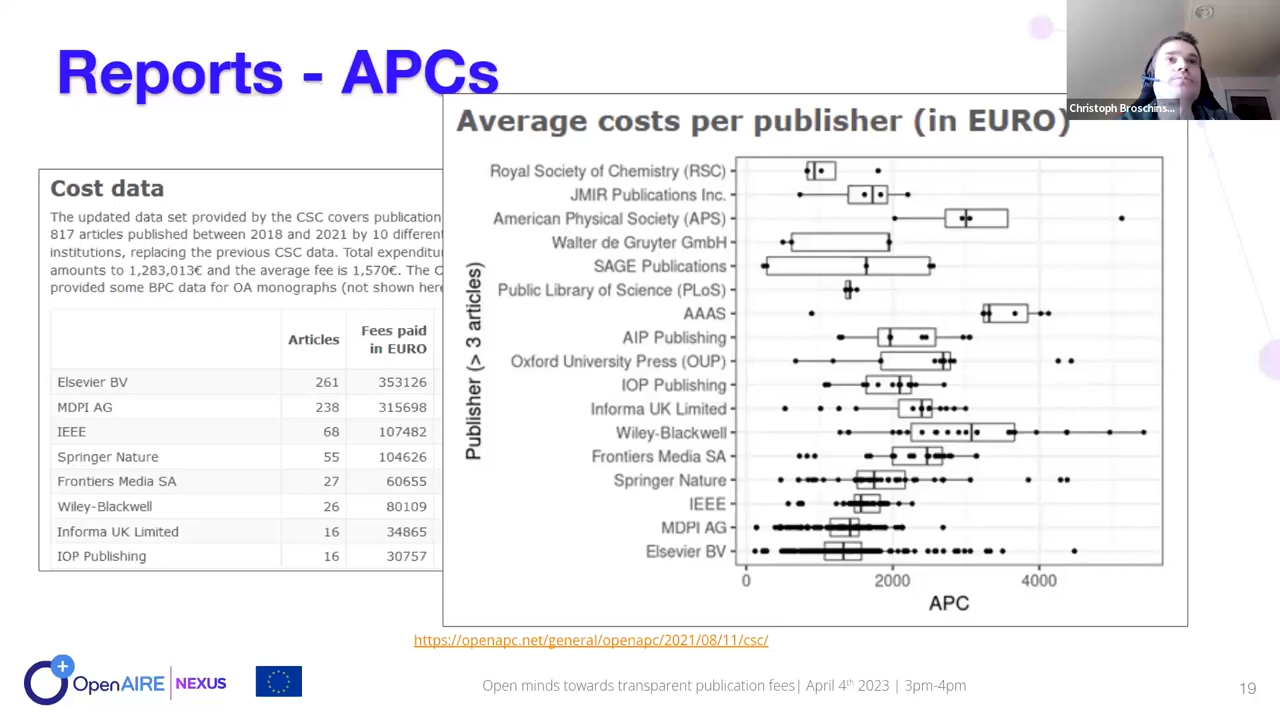 Reports - APCs
Christoph Broschins...
Cost data
The updated data set provided by the CSC covers publication
817 articles published between 2018 and 2021 by 10 different
institutions, replacing the previous CSC data. Total expenditu
amounts to 1,283,013€ and the average fee is 1,570€. The C
provided some BPC data for OA monographs (not shown here
Articles Fees paid
in EURO
Elsevier BV 261 353126
MDPI AG 238 315698
IEEE 68 107482
Springer Nature 55 104626
Frontiers Media SA 27 60655
Wiley-Blackwell 26 80109
Informa UK Limited 16 34865
IOP Publishing 16 30757
Average costs per publisher (in EURO)
Publisher (> 3 articles)
Royal Society of Chemistry (RSC)
JMIR Publications Inc.
American Physical Society (APS)
Walter de Gruyter GmbH
SAGE Publications
Public Library of Science (PLoS)
AAAS
AIP Publishing
Oxford University Press (OUP)
IOP Publishing
Informa UK Limited
Wiley-Blackwell
Frontiers Media SA
Springer Nature
IEEE
MDPI AG
Elsevier BV
0 2000 4000
APC
https://openapc.net/general/openapc/2021/08/11/csc/
OpenAIRE NEXUS
Open minds towards transparent publication fees| April 4th 2023 | 3pm-4pm
19